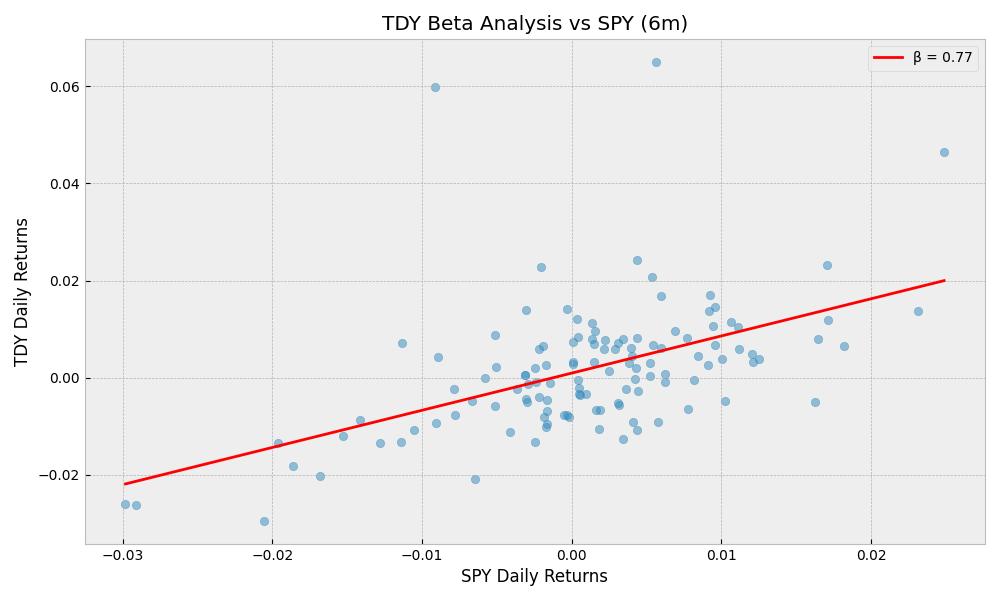 TDY Beta Analysis vs SPY (6m)
β = 0.77
TDY Daily Returns
0.06
0.04
0.02
0.00
−0.02
−0.03
−0.02
−0.01
0.00
0.01
0.02
SPY Daily Returns